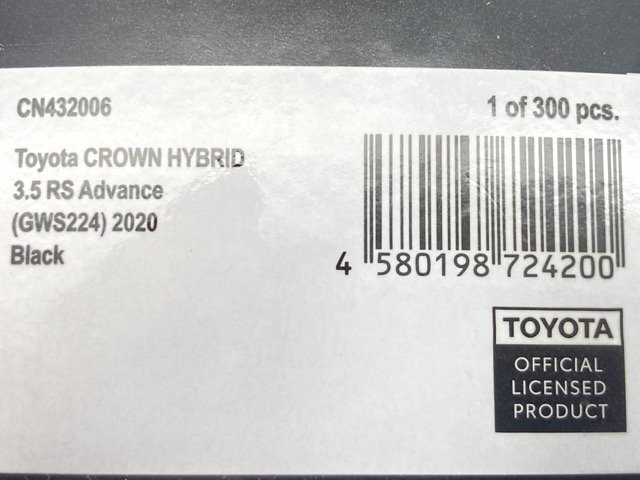 CN432006
1 of 300 pcs.
Toyota CROWN HYBRID
3.5 RS Advance
(GWS224) 2020
Black
4 580198 724200
TOYOTA
OFFICIAL
LICENSED
PRODUCT